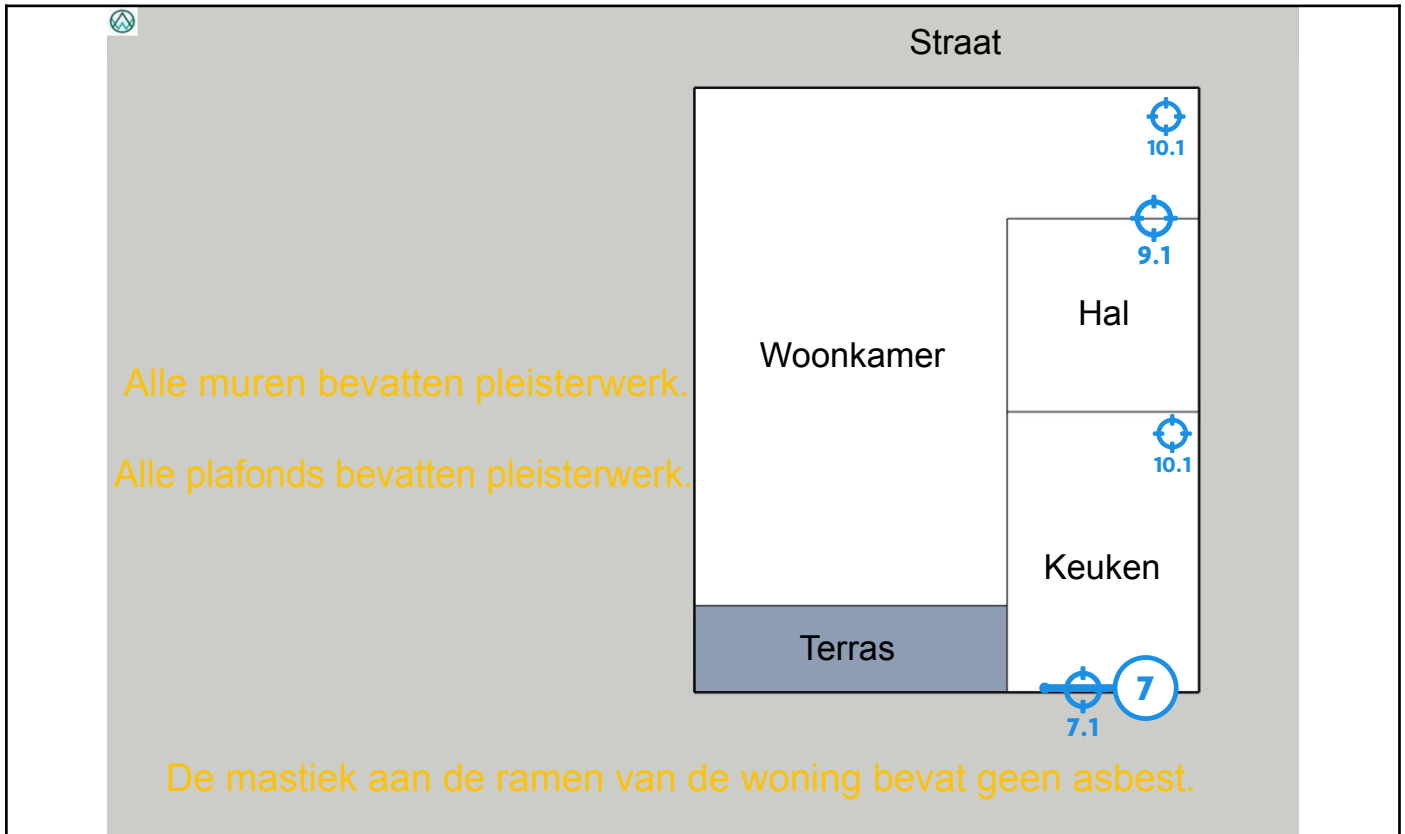 Straat
10.1
9.1
Hal
Woonkamer
Alle muren bevatten pleisterwerk.
10.1
Alle plafonds bevatten pleisterwerk.
Keuken
Terras
7
7.1
De mastiek aan de ramen van de woning bevat geen asbest.